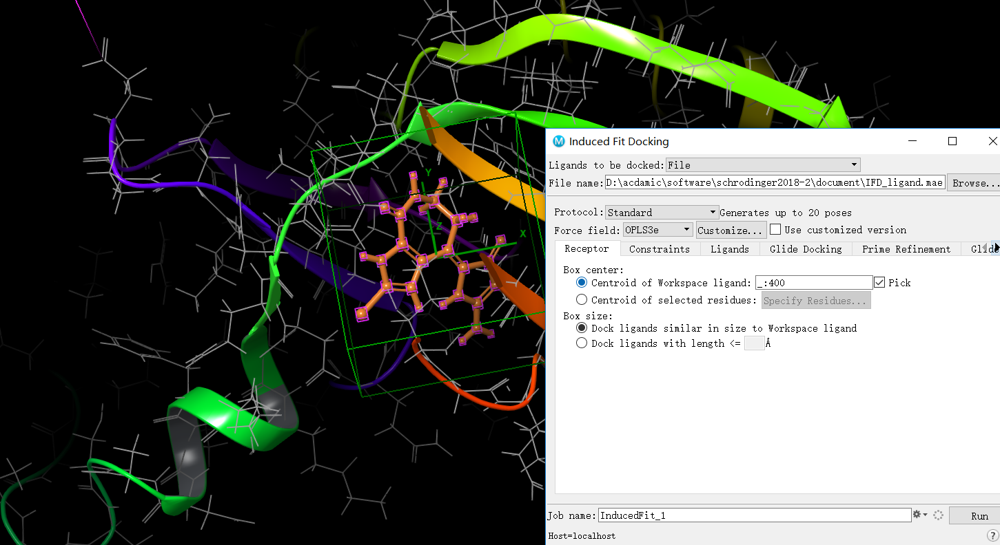 Induced Fit Docking
Ligands to be docked: File
File name: D:\acdamic\software\schrodinger2018-2\document\IFD_ligand.mae Browse...
Protocol: Standard Generates up to 20 poses
Force field: OPLS3e Customize... Use customized version
Receptor Constraints Ligands Glide Docking Prime Refinement Glide
Box center:
Centroid of Workspace ligand: _:400 Pick
Centroid of selected residues: Specify Residues...
Box size:
Dock ligands similar in size to Workspace ligand
Dock ligands with length <= Å
Job name: InducedFit_1 Run
Host=localhost
?
Y
Z
X
M